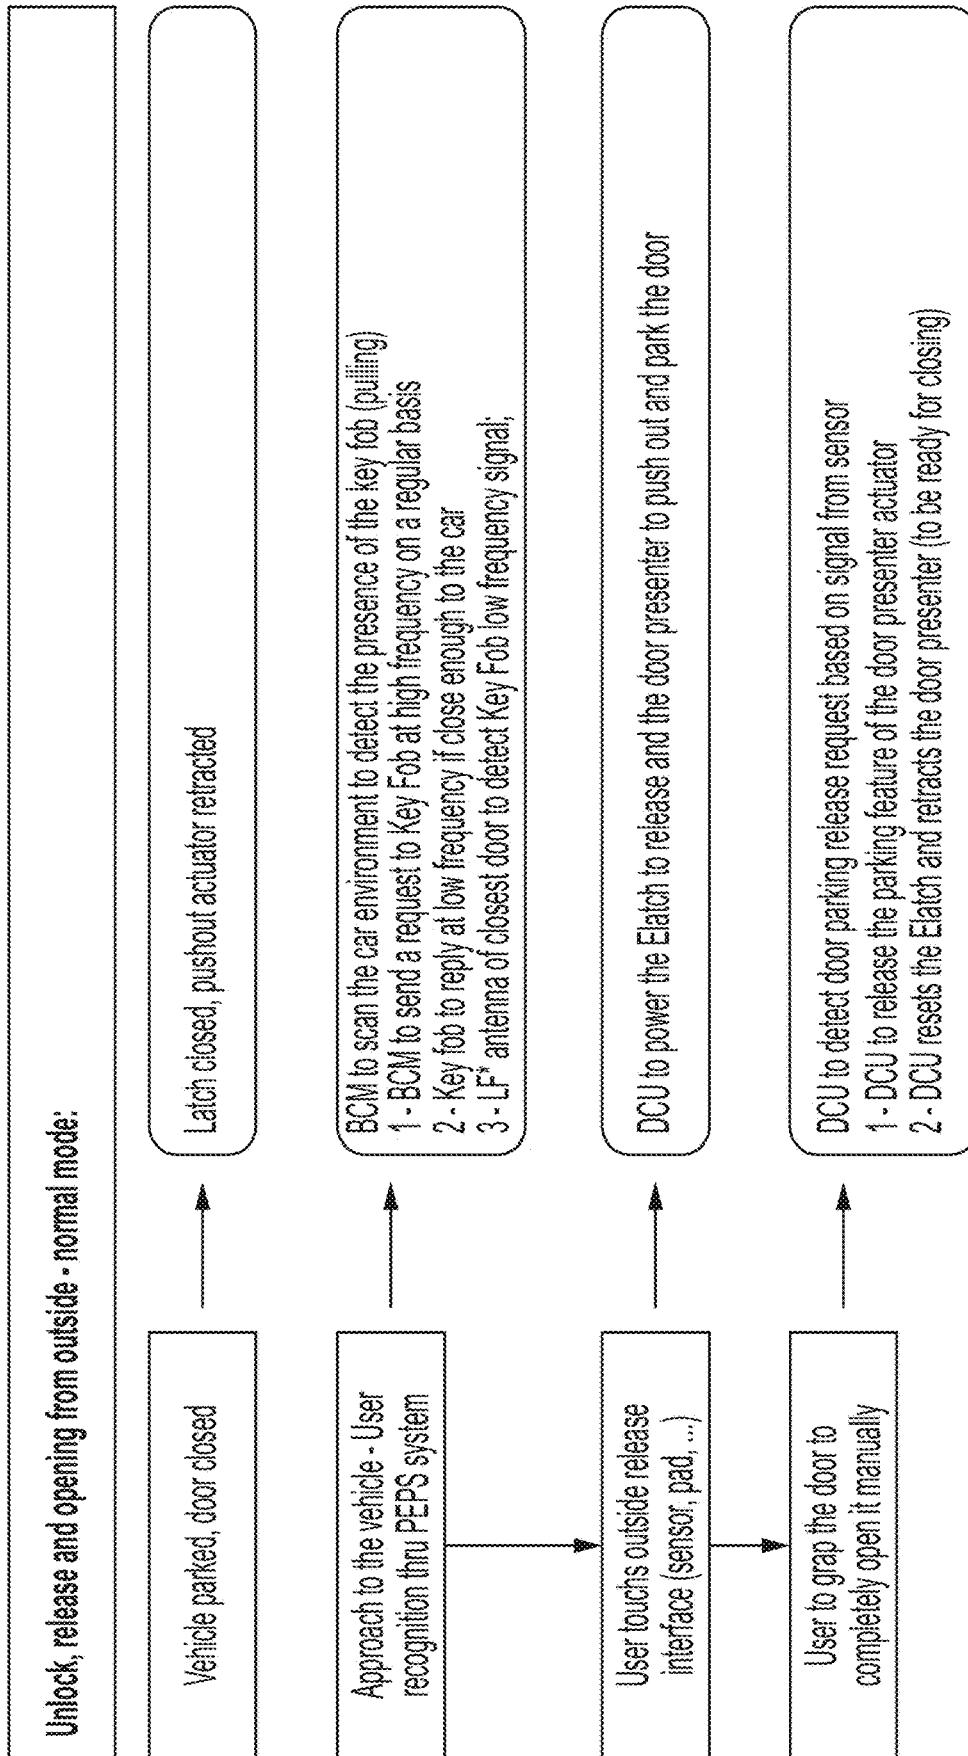 Unlock, release and opening from outside - normal mode:
Vehicle parked, door closed
Latch closed, pushout actuator retracted
Approach to the vehicle - User
recognition thru PEPS system
BCM to scan the car environment to detect the presence of the key fob (pulling)
1 - BCM to send a request to Key Fob at high frequency on a regular basis
2 - Key fob to reply at low frequency if close enough to the car
3 - LF* antenna of closest door to detect Key Fob low frequency signal;
User touchs outside release
interface (sensor, pad, ...)
DCU to power the Elatch to release and the door presenter to push out and park the door
User to grap the door to
completely open it manually
DCU to detect door parking release request based on signal from sensor
1 - DCU to release the parking feature of the door presenter actuator
2 - DCU resets the Elatch and retracts the door presenter (to be ready for closing)